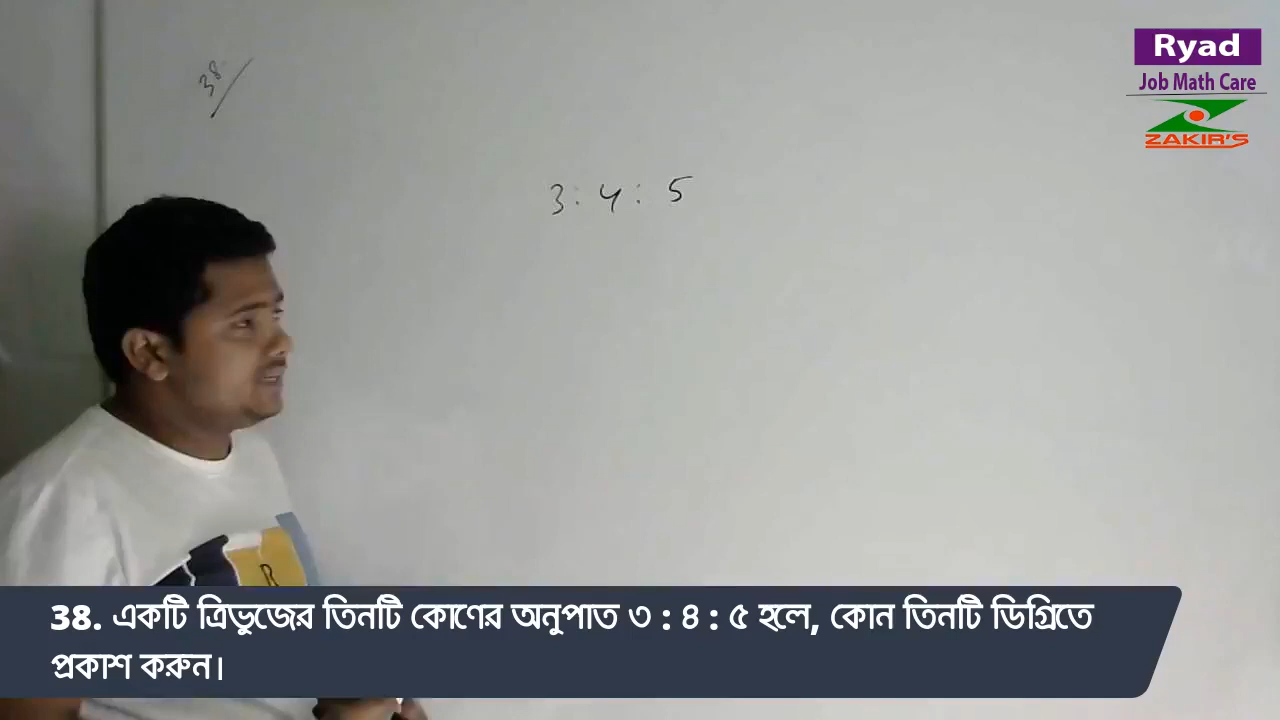 Ryad
Job Math Care
ZAKIR'S
38
3 : 4 : 5
R
38. একটি ত্রিভুজের তিনটি কোণের অনুপাত ৩ : ৪ : ৫ হলে, কোন তিনটি ডিগ্রিতে
প্রকাশ করুন।